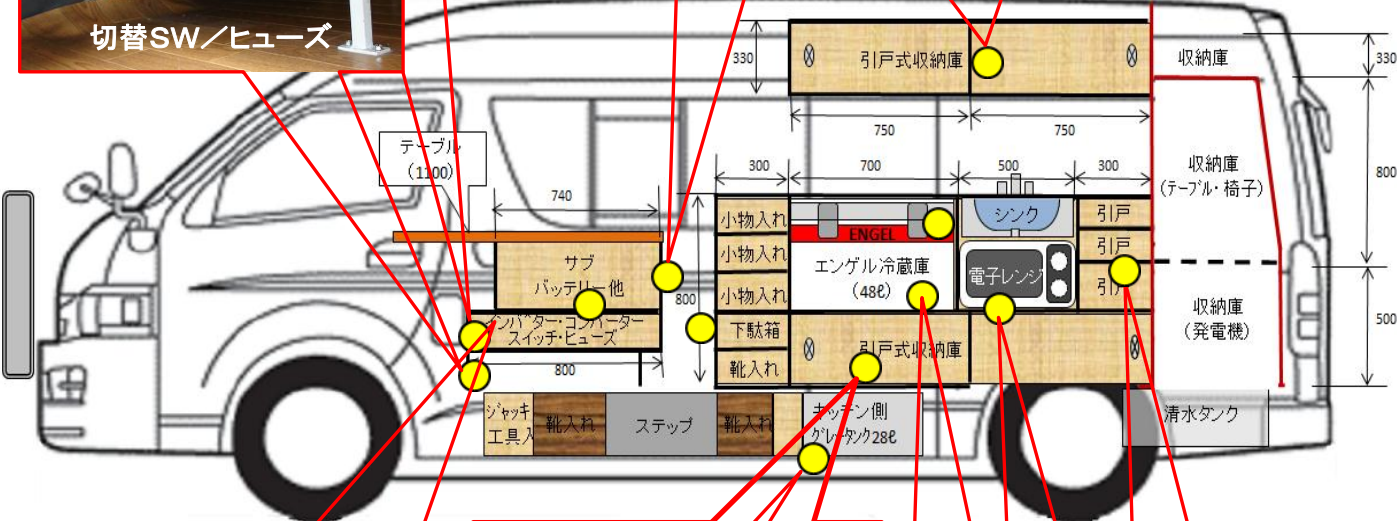 切替SW／ヒューズ
330
引戸式収納庫
収納庫
330
750
750
テーブル
(1100)
740
300
700
500
300
収納庫
(テーブル・椅子)
800
小物入れ
小物入れ
小物入れ
下駄箱
靴入れ
800
ENGEL
エンゲル冷蔵庫
(48ℓ)
シンク
電子レンジ
引戸
引戸
引戸
サブ
バッテリー他
インバーター・コンバーター
スイッチ・ヒューズ
800
引戸式収納庫
収納庫
(発電機)
500
ジャッキ
工具入
靴入れ
ステップ
靴入れ
キッチン側
グレータンク28ℓ
清水タンク